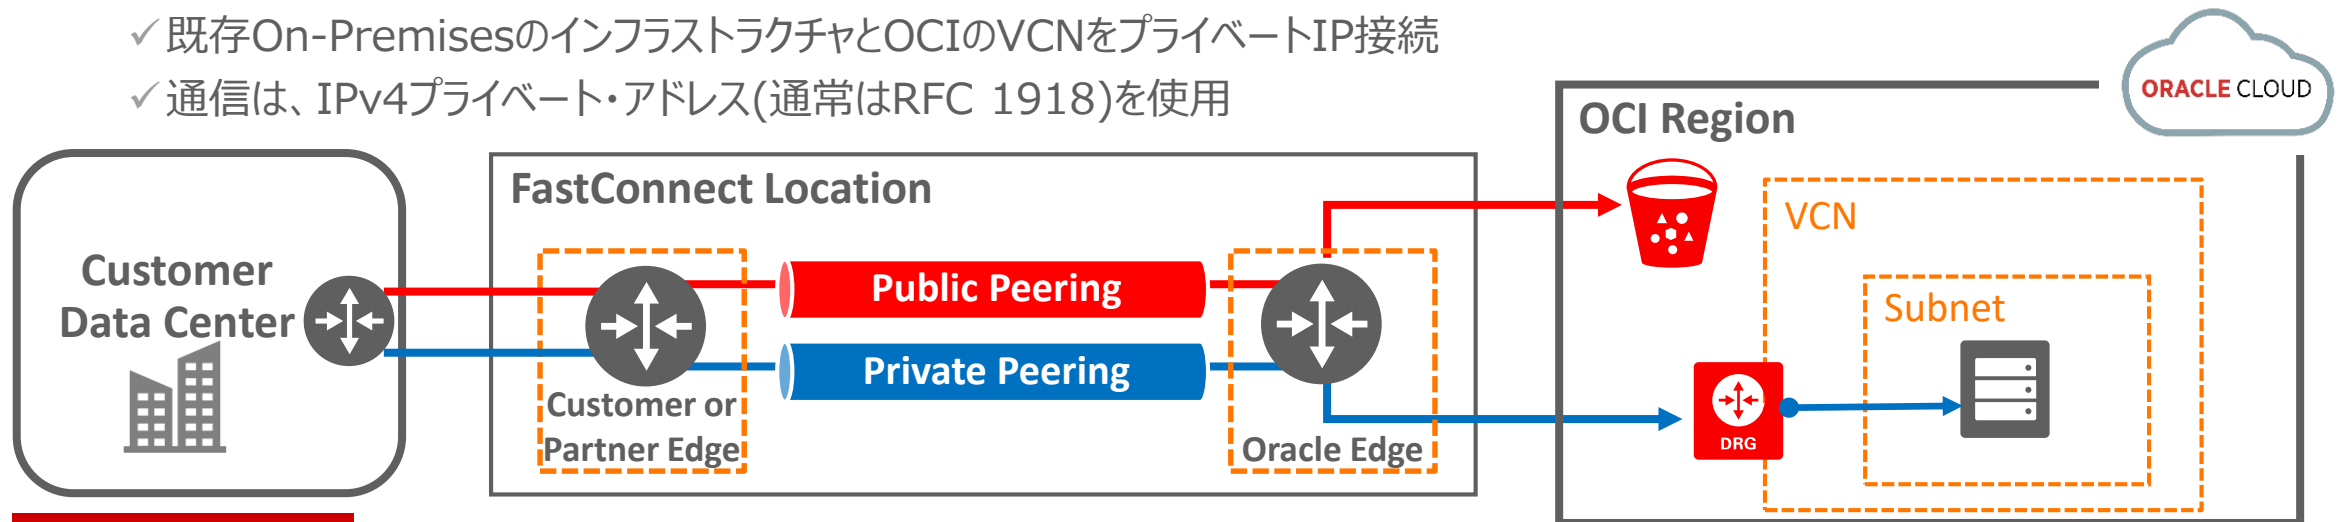 既存On-PremisesのインフラストラクチャとOCIのVCNをプライベートIP接続
通信は、IPv4プライベート・アドレス(通常はRFC 1918)を使用
ORACLE CLOUD
OCI Region
FastConnect Location
VCN
Customer
Data Center
Public Peering
Subnet
Private Peering
Customer or
Partner Edge
Oracle Edge
DRG